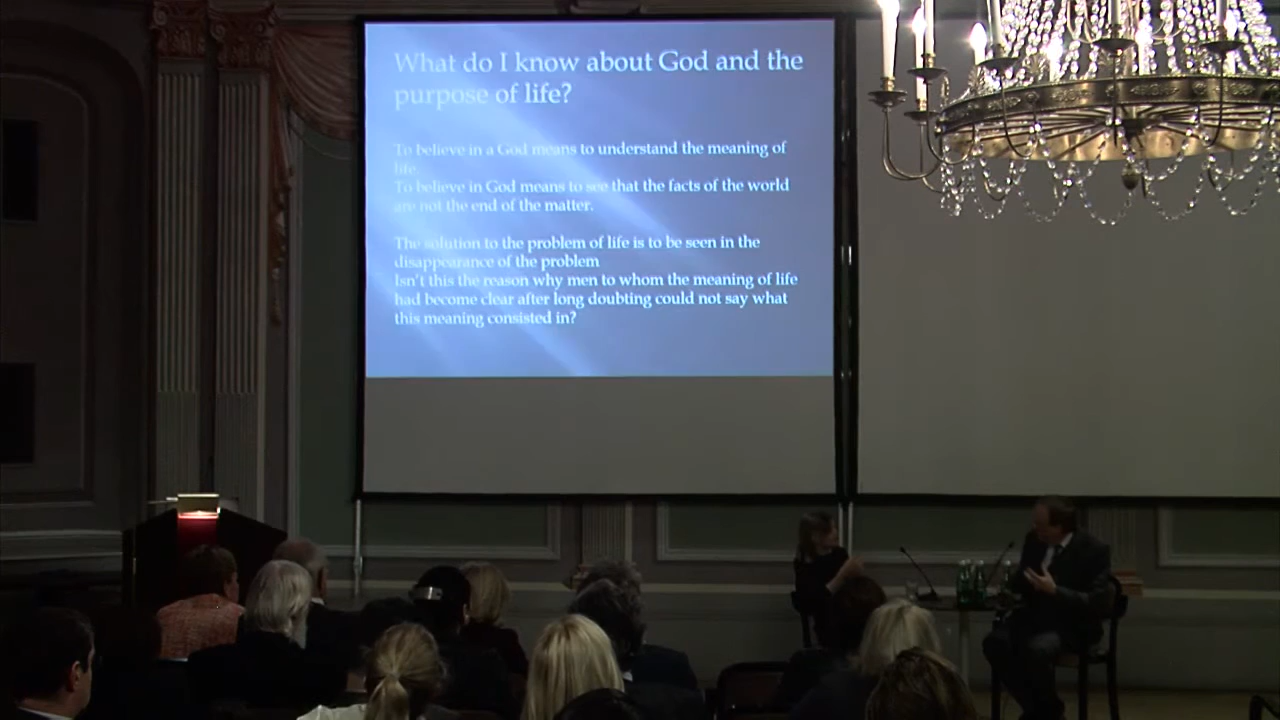 What do I know about God and the
purpose of life?
To believe in a God means to understand the meaning of
life.
To believe in God means to see that the facts of the world
are not the end of the matter.
The solution to the problem of life is to be seen in the
disappearance of the problem
Isn't this the reason why men to whom the meaning of life
had become clear after long doubting could not say what
this meaning consisted in?